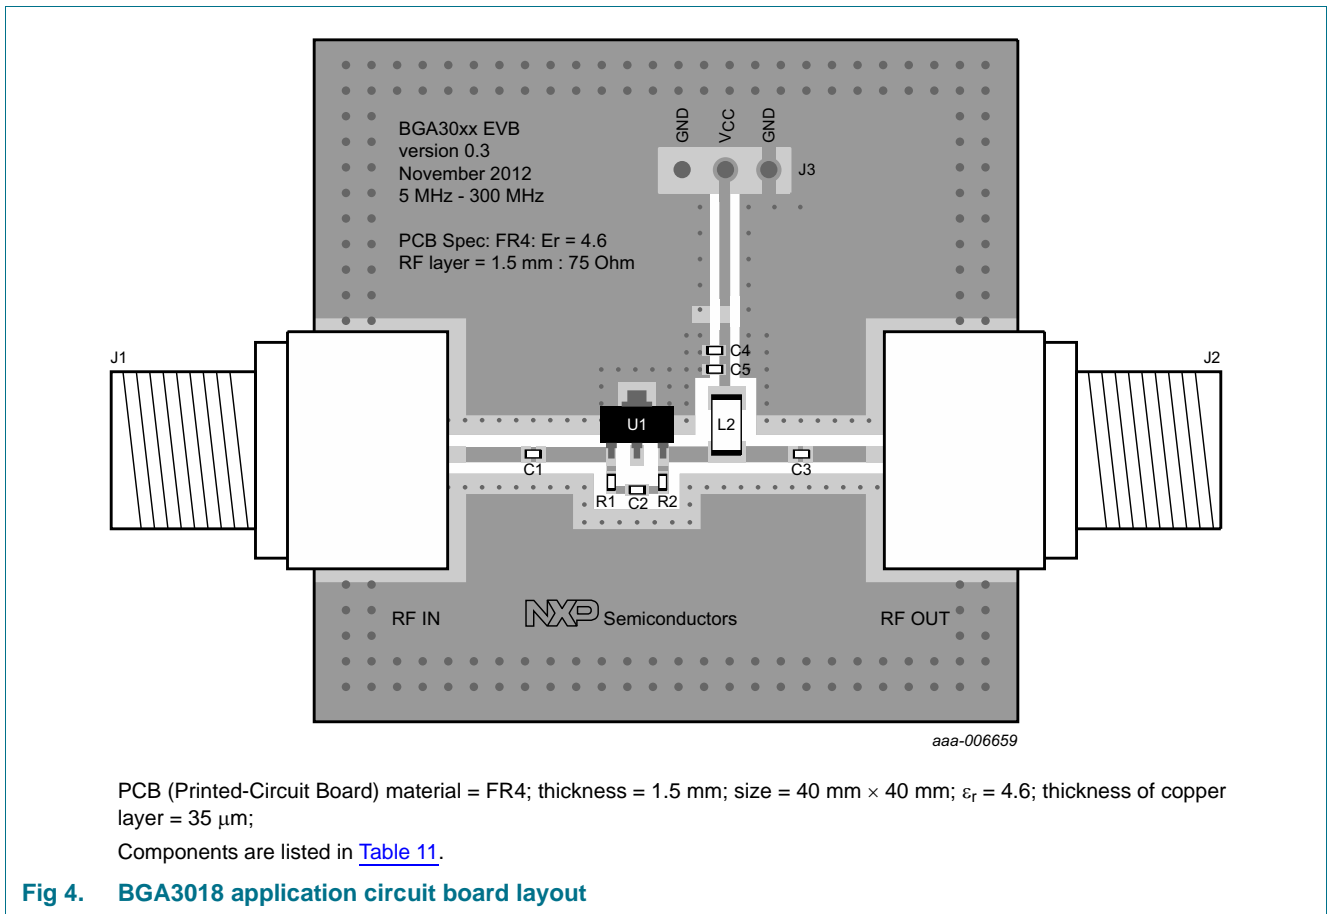 BGA30xx EVB
version 0.3
November 2012
5 MHz - 300 MHz
PCB Spec: FR4: Er = 4.6
RF layer = 1.5 mm : 75 Ohm
GND
VCC
GND
J3
J1
J2
C4
C5
U1
L2
C1
C3
R1
C2
R2
RF IN
NXP Semiconductors
RF OUT
aaa-006659
PCB (Printed-Circuit Board) material = FR4; thickness = 1.5 mm; size = 40 mm × 40 mm; εr = 4.6; thickness of copper
layer = 35 μm;
Components are listed in Table 11.
Fig 4. BGA3018 application circuit board layout